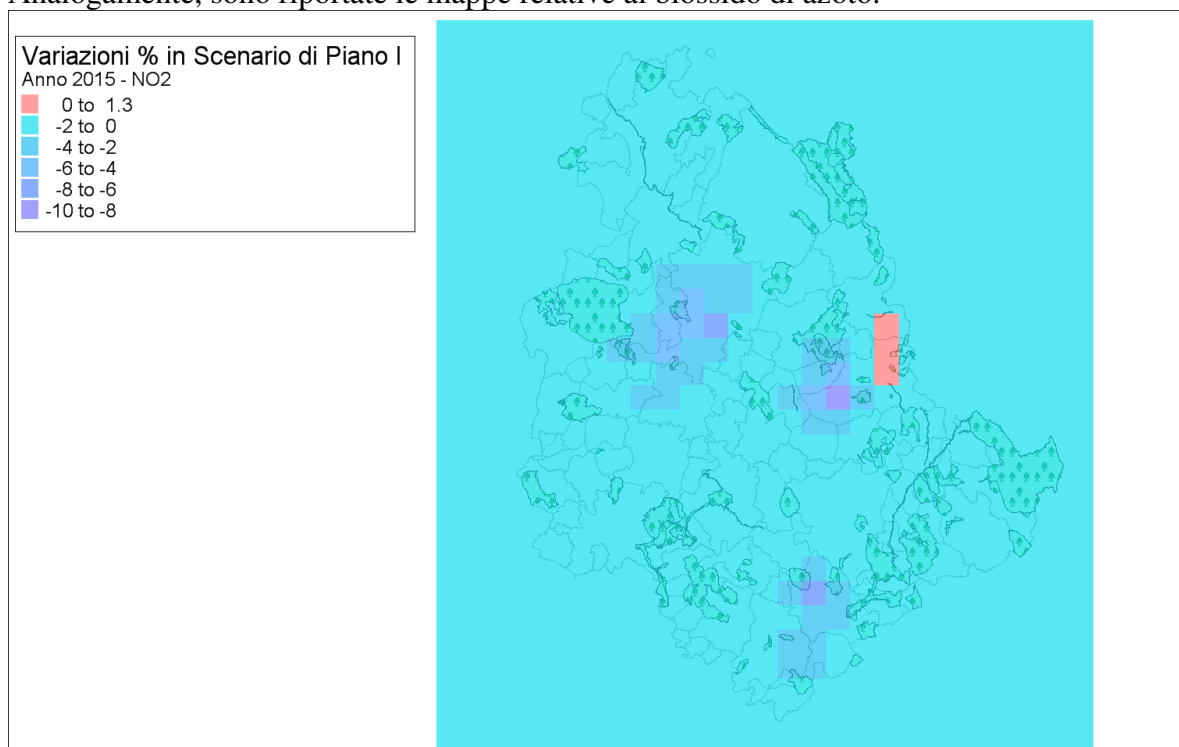 Analogamente, sono riportate le mappe relative al biossido di azoto.
Variazioni % in Scenario di Piano I
Anno 2015 - NO2
0 to 1.3
-2 to 0
-4 to -2
-6 to -4
-8 to -6
-10 to -8